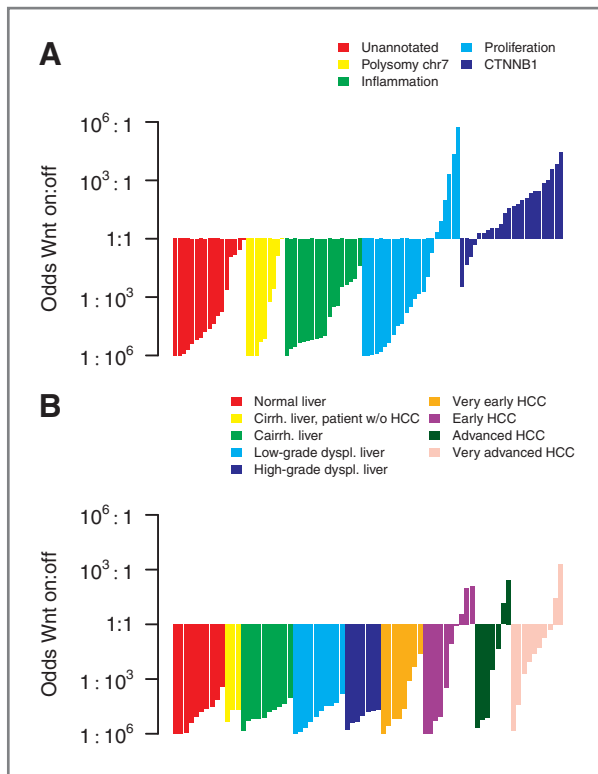 A
Unannotated
Polysomy chr7
Inflammation
Proliferation
CTNNB1
Odds Wnt on:off
10⁶:1
10³:1
1:1
1:10³
1:10⁶
B
Normal liver
Cirrh. liver, patient w/o HCC
Cairrh. liver
Low-grade dyspl. liver
High-grade dyspl. liver
Very early HCC
Early HCC
Advanced HCC
Very advanced HCC
Odds Wnt on:off
10⁶:1
10³:1
1:1
1:10³
1:10⁶